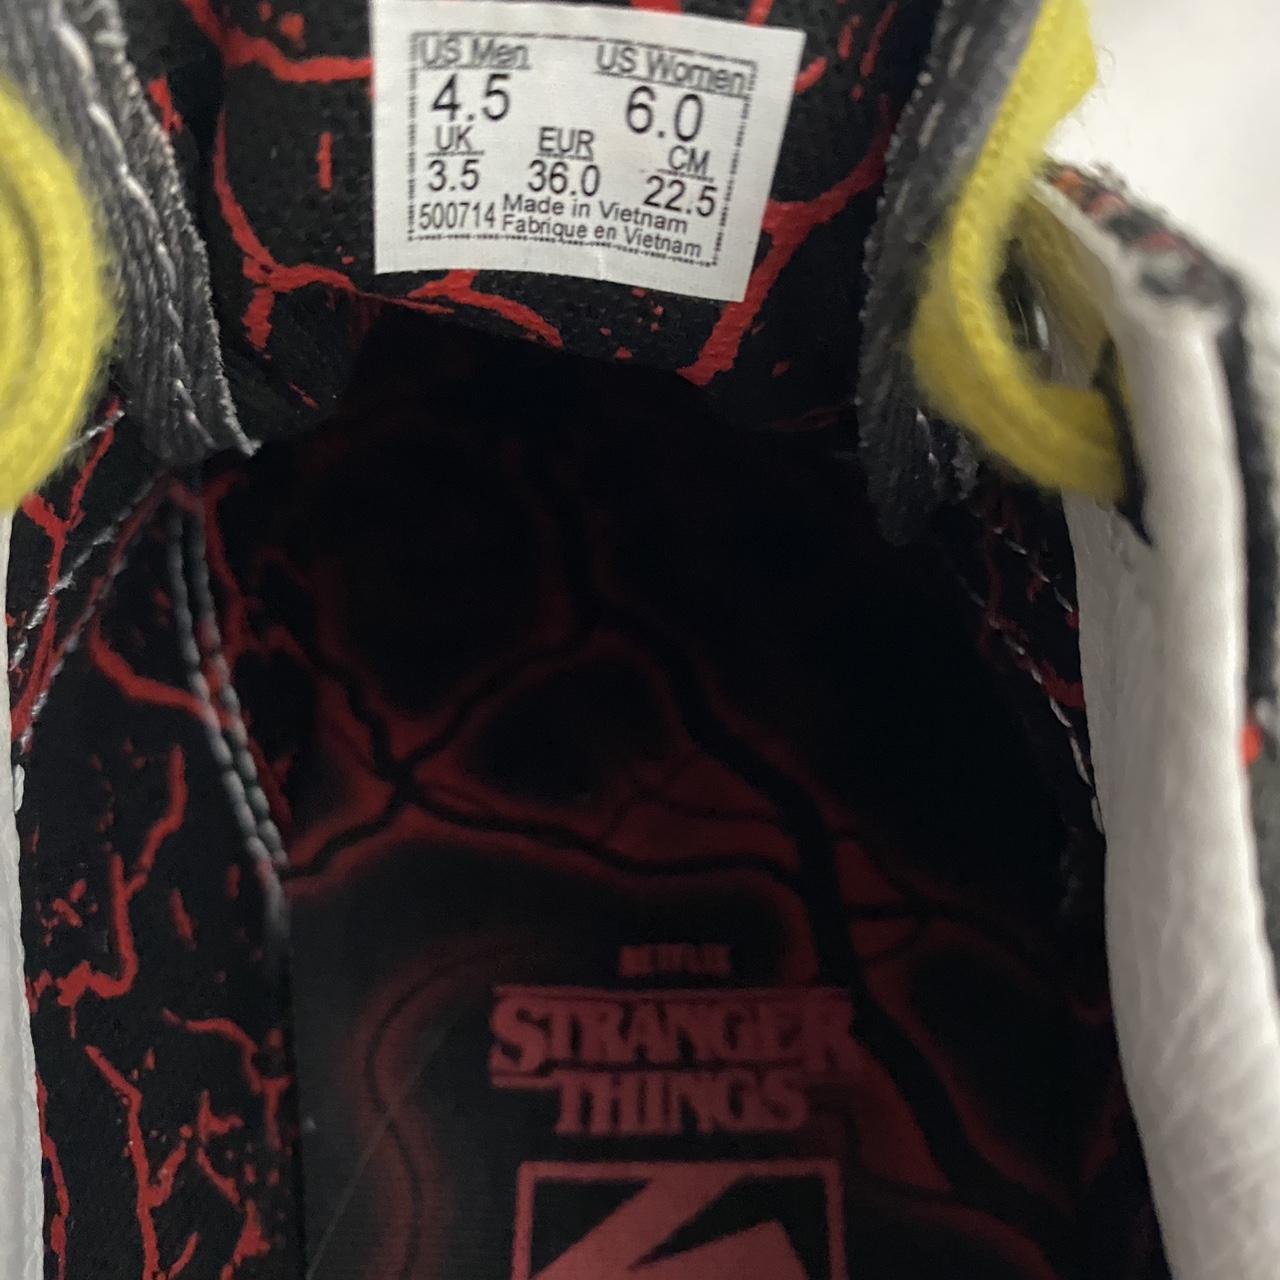 US Men US Women
4.5 6.0
UK EUR CM
3.5 36.0 22.5
500714 Made in Vietnam
Fabrique en Vietnam
NETFLIX
STRANGER
THINGS